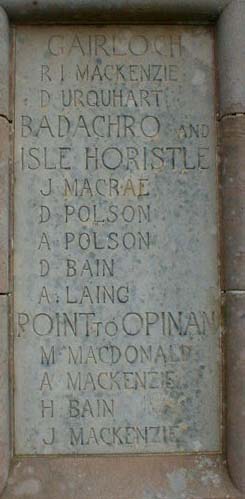 GAIRLOCH
R I MACKENZIE
D URQUHART
BADACHRO AND
ISLE HORISTLE
J MACRAE
D POLSON
A POLSON
D BAIN
A LAING
POINT TO OPINAN
M MACDONALD
A MACKENZIE
H BAIN
J MACKENZIE